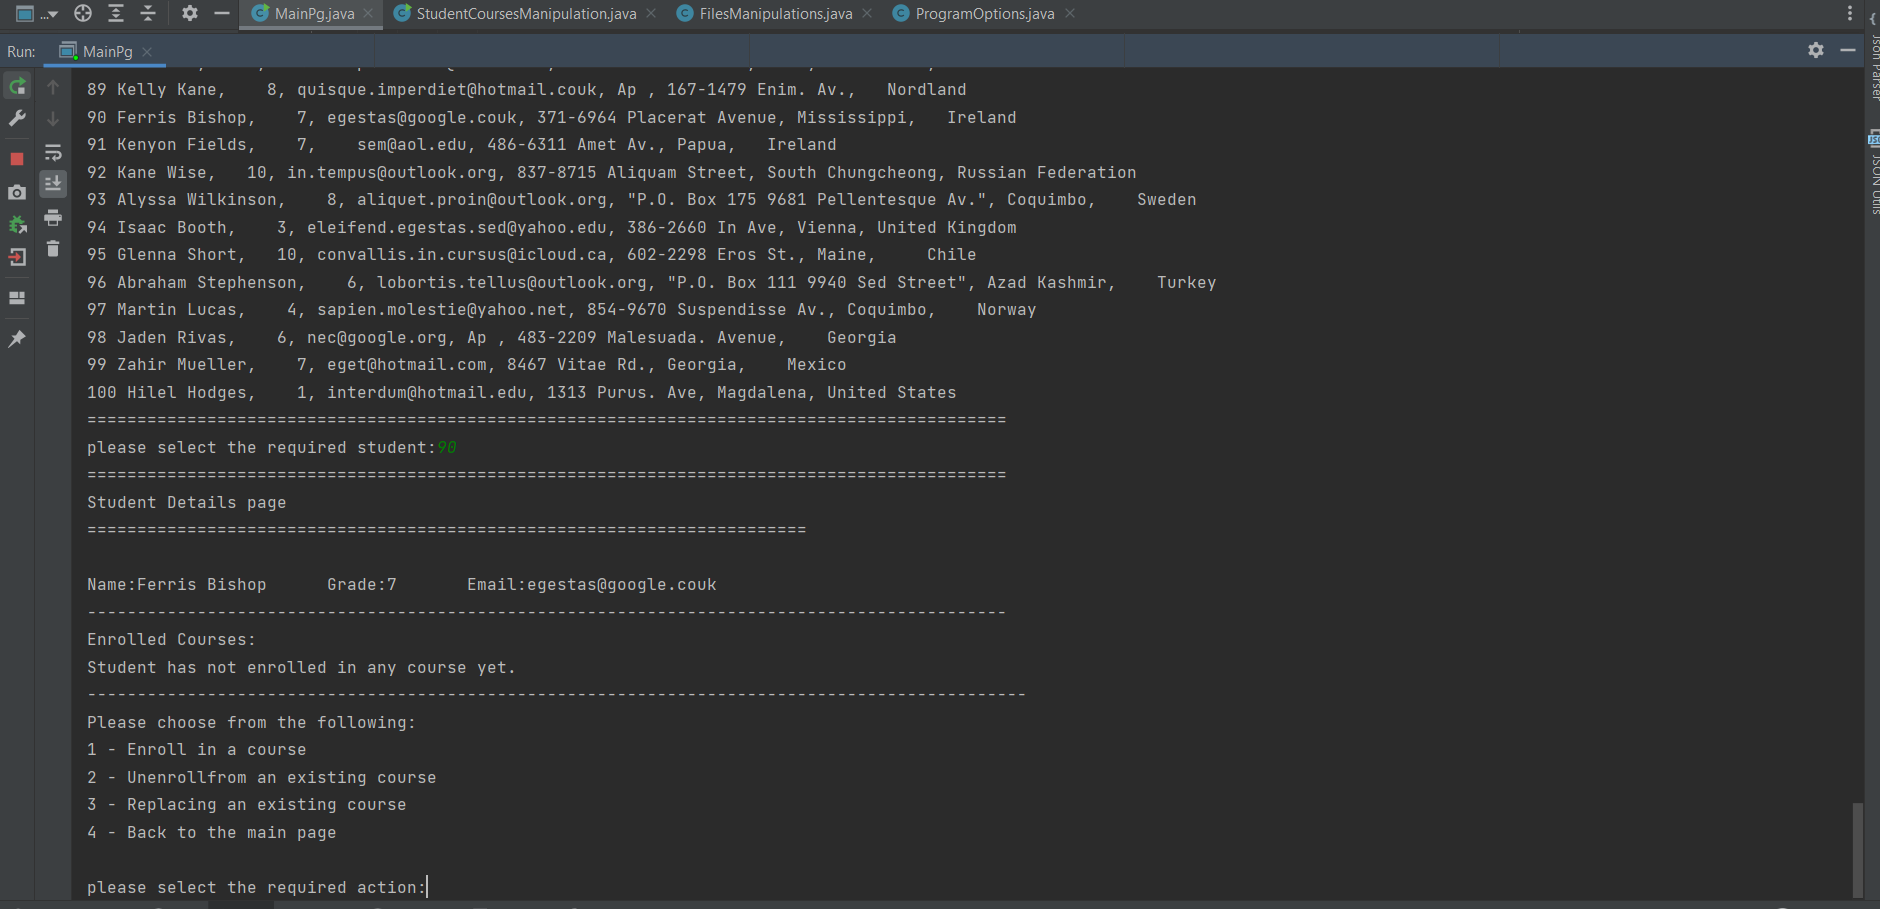 MainPg.java StudentCoursesManipulation.java FilesManipulations.java ProgramOptions.java
Run: MainPg
89 Kelly Kane,    8, quisque.imperdiet@hotmail.couk, Ap , 167-1479 Enim. Av.,   Nordland
90 Ferris Bishop,    7, egestas@google.couk, 371-6964 Placerat Avenue, Mississippi,   Ireland
91 Kenyon Fields,    7,    sem@aol.edu, 486-6311 Amet Av., Papua,   Ireland
92 Kane Wise,   10, in.tempus@outlook.org, 837-8715 Aliquam Street, South Chungcheong, Russian Federation
93 Alyssa Wilkinson,    8, aliquet.proin@outlook.org, "P.O. Box 175 9681 Pellentesque Av.", Coquimbo,    Sweden
94 Isaac Booth,    3, eleifend.egestas.sed@yahoo.edu, 386-2660 In Ave, Vienna, United Kingdom
95 Glenna Short,   10, convallis.in.cursus@icloud.ca, 602-2298 Eros St., Maine,     Chile
96 Abraham Stephenson,    6, lobortis.tellus@outlook.org, "P.O. Box 111 9940 Sed Street", Azad Kashmir,    Turkey
97 Martin Lucas,    4, sapien.molestie@yahoo.net, 854-9670 Suspendisse Av., Coquimbo,    Norway
98 Jaden Rivas,    6, nec@google.org, Ap , 483-2209 Malesuada. Avenue,    Georgia
99 Zahir Mueller,    7, eget@hotmail.com, 8467 Vitae Rd., Georgia,    Mexico
100 Hilel Hodges,    1, interdum@hotmail.edu, 1313 Purus. Ave, Magdalena, United States
============================================================================================
please select the required student:90
============================================================================================
Student Details page
========================================================================
Name:Ferris Bishop      Grade:7       Email:egestas@google.couk
--------------------------------------------------------------------------------------------
Enrolled Courses:
Student has not enrolled in any course yet.
----------------------------------------------------------------------------------------------
Please choose from the following:
1 - Enroll in a course
2 - Unenrollfrom an existing course
3 - Replacing an existing course
4 - Back to the main page
please select the required action:
Json Parser
JSON Utils